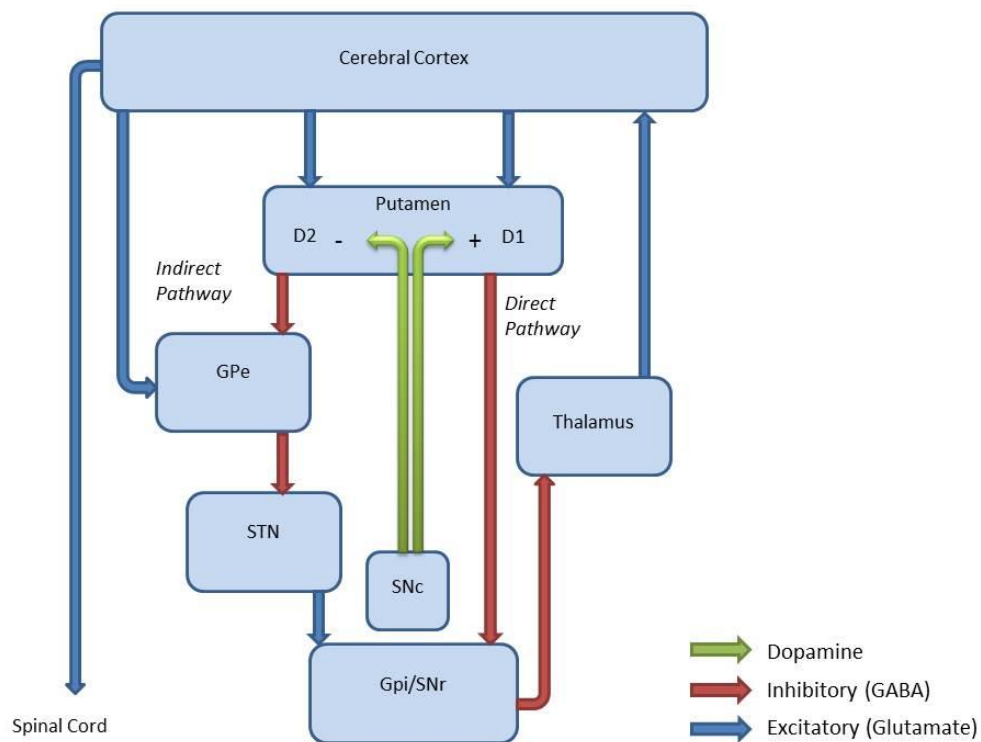 Cerebral Cortex
Putamen
D2 - + D1
Indirect
Pathway
Direct
Pathway
GPe
Thalamus
STN
SNc
Gpi/SNr
Spinal Cord
Dopamine
Inhibitory (GABA)
Excitatory (Glutamate)